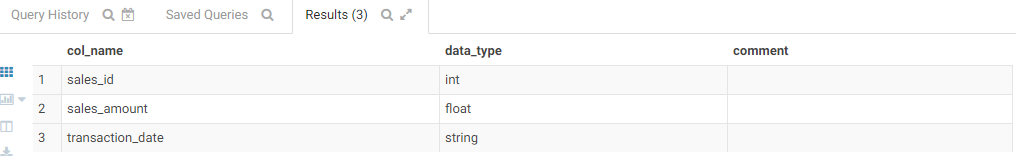 Query History Saved Queries Results (3)
col_name data_type comment
1 sales_id int
2 sales_amount float
3 transaction_date string